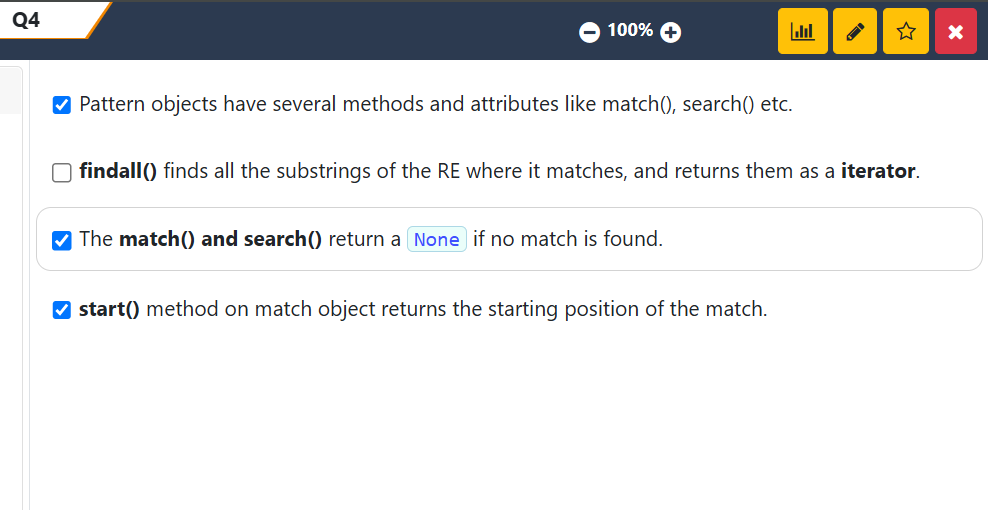 Q4
100%
Pattern objects have several methods and attributes like match(), search() etc.
findall() finds all the substrings of the RE where it matches, and returns them as a iterator.
The match() and search() return a None if no match is found.
start() method on match object returns the starting position of the match.